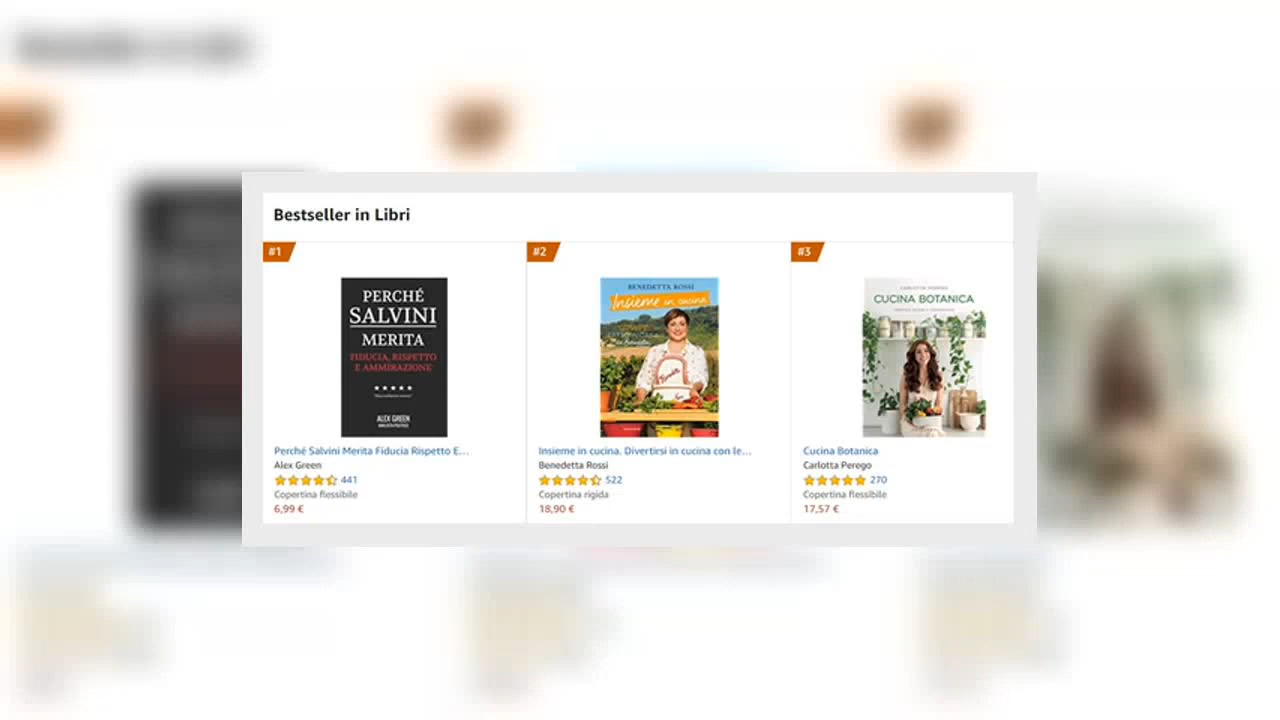 Bestseller in Libri
#1
PERCHÉ
SALVINI
MERITA
FIDUCIA, RISPETTO
E AMMIRAZIONE
ALEX GREEN
Perché Salvini Merita Fiducia Rispetto E...
Alex Green
441
Copertina flessibile
6,99 €
#2
BENEDETTA ROSSI
Insieme in cucina
Insieme in cucina. Divertirsi in cucina con le...
Benedetta Rossi
522
Copertina rigida
18,90 €
#3
CARLOTTA PEREGO
CUCINA BOTANICA
Cucina Botanica
Carlotta Perego
270
Copertina flessibile
17,57 €